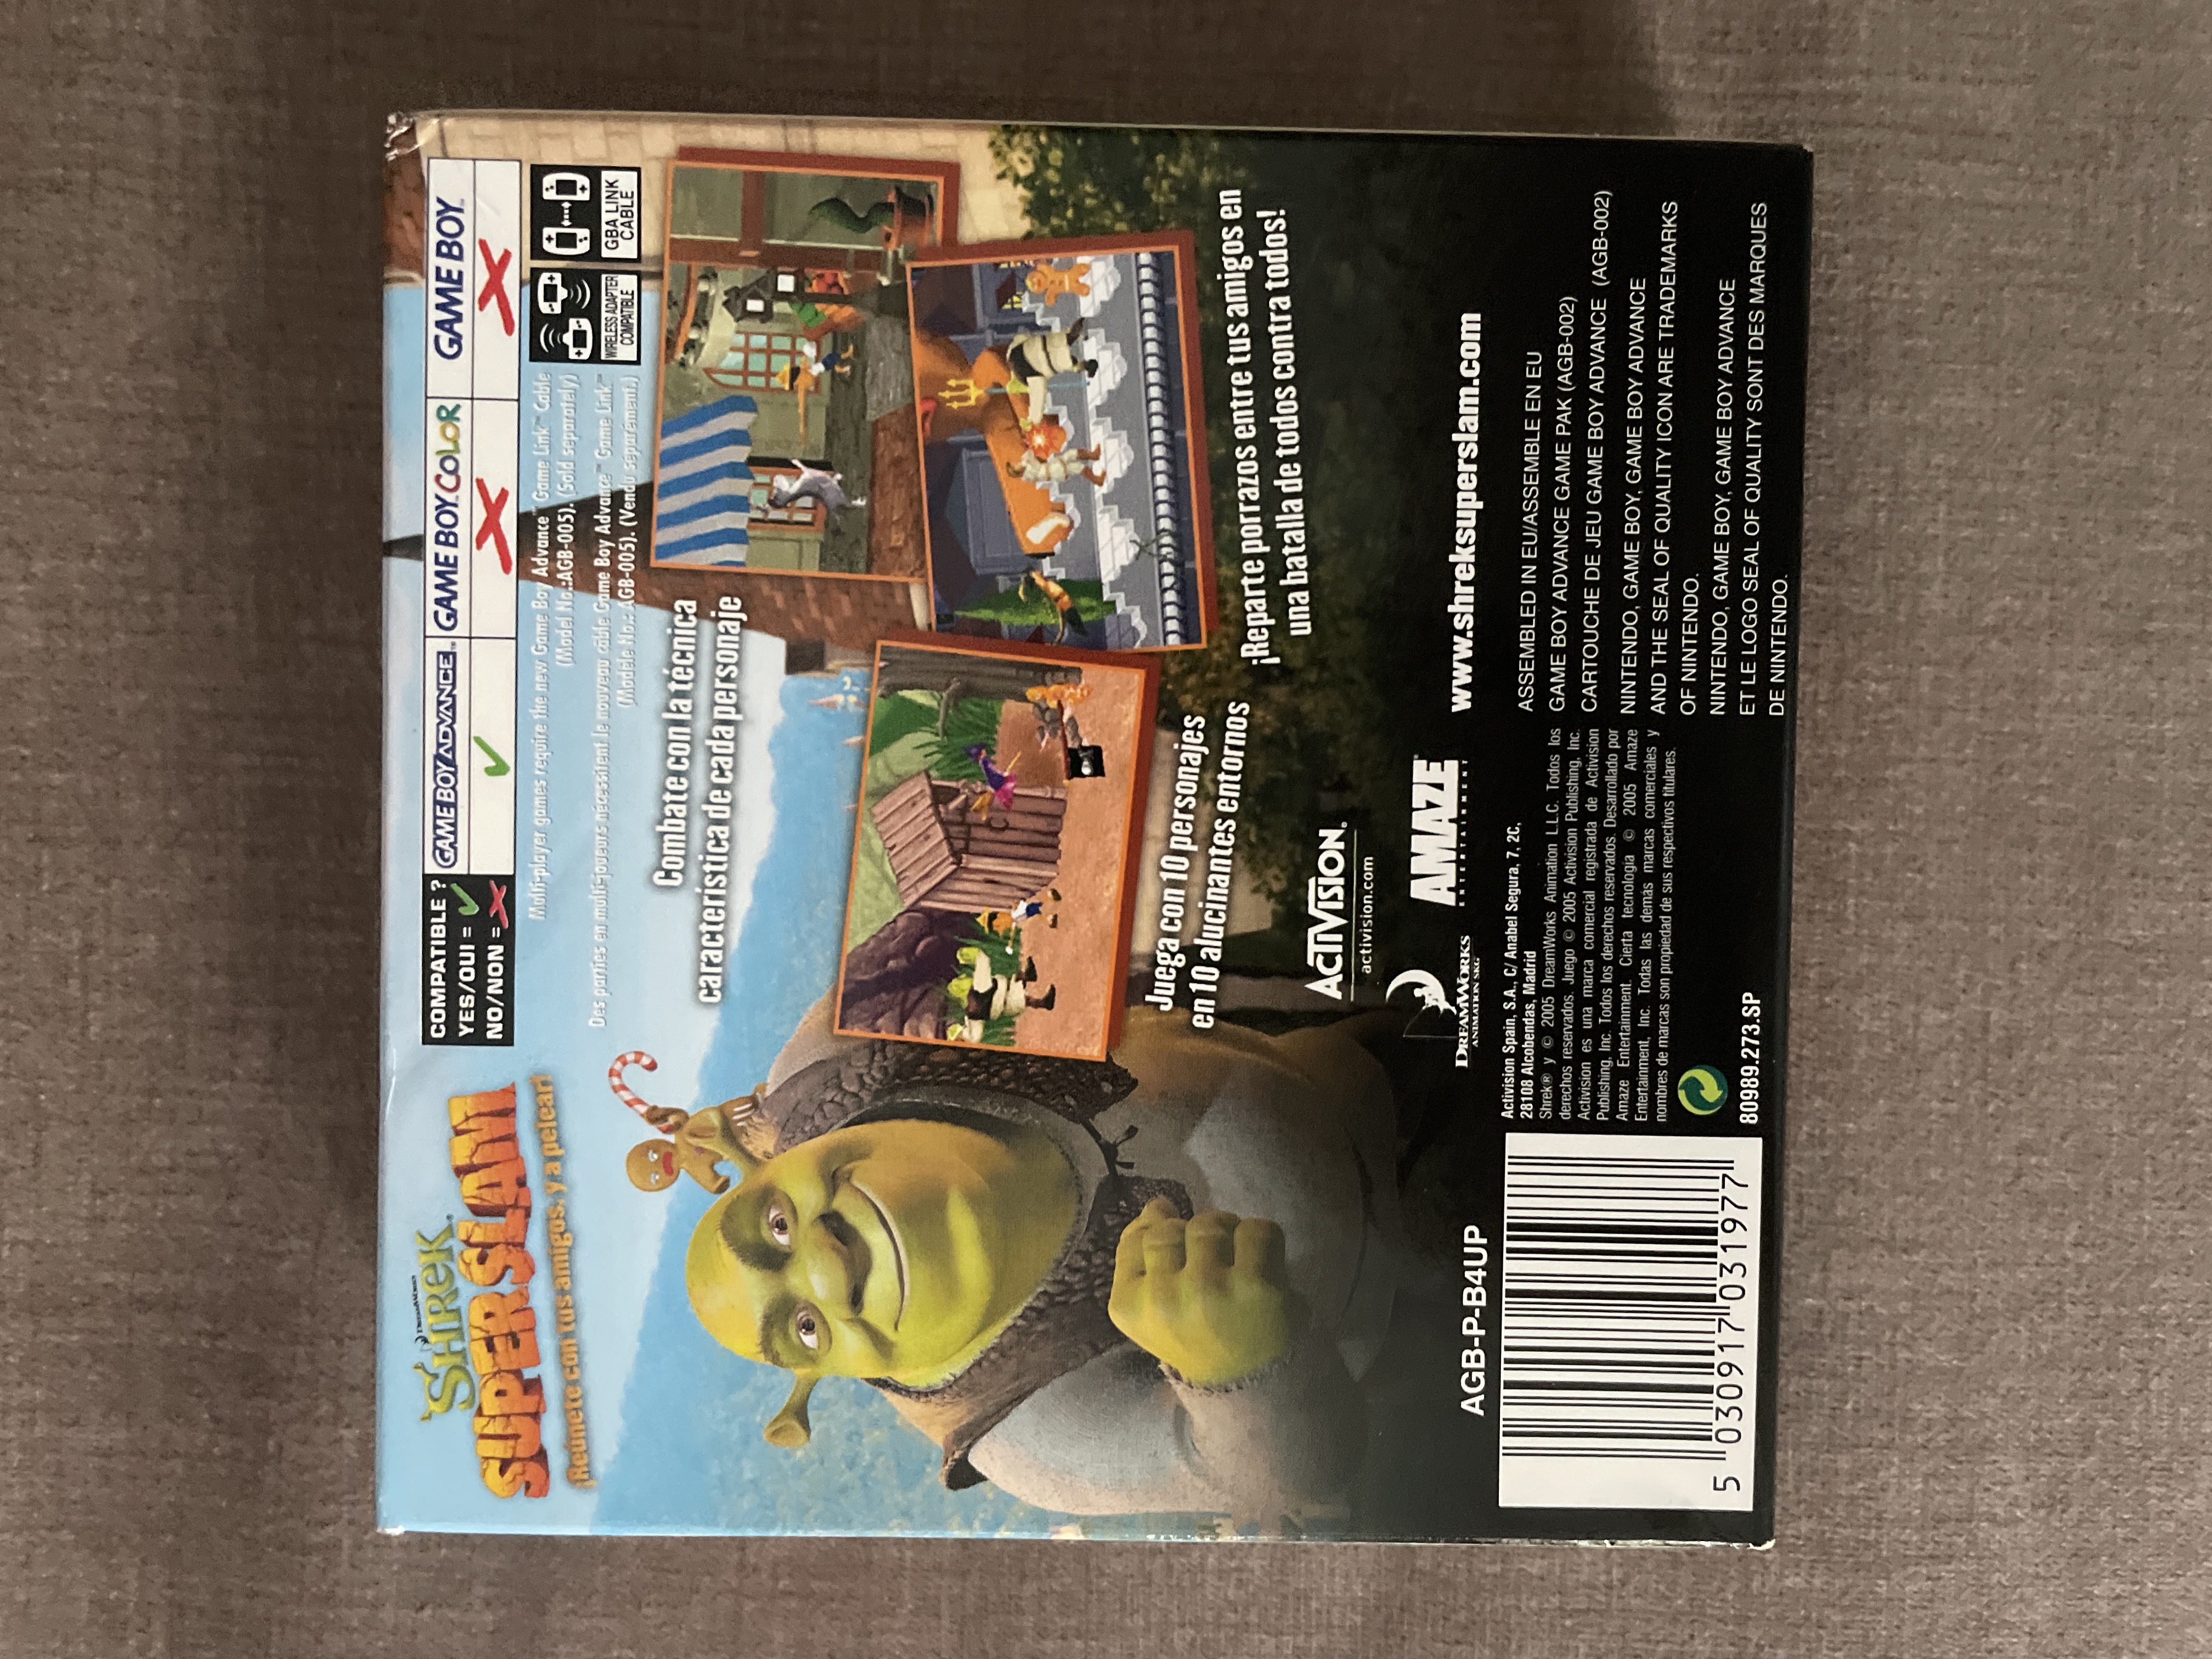 DREAMWORKS
SHREK®
SUPERSLAM
¡Reúnete con tus amigos, y a pelear!
COMPATIBLE ?
YES/OUI = ✓
NO/NON = ✗
GAME BOY ADVANCE™
GAME BOY COLOR
GAME BOY™
Multi-player games require the new Game Boy Advance™ Game Link™ Cable
(Model No.:AGB-005). (Sold separately)
Des parties en multi-joueurs nécessitent le nouveau câble Game Boy Advance™ Game Link™
(Modèle No.: AGB-005). (Vendu séparément.)
WIRELESS ADAPTER
COMPATIBLE
GBA LINK
CABLE
Combate con la técnica
característica de cada personaje
Juega con 10 personajes
en 10 alucinantes entornos
¡Reparte porrazos entre tus amigos en
una batalla de todos contra todos!
ACTIVISION®
activision.com
DREAMWORKS
ANIMATION SKG
AMAZE
ENTERTAINMENT
www.shreksuperslam.com
AGB-P-B4UP
5 030917 031977
Activision Spain, S.A., C/ Anabel Segura, 7, 2C,
28108 Alcobendas, Madrid
Shrek® y © 2005 DreamWorks Animation L.L.C. Todos los
derechos reservados. Juego © 2005 Activision Publishing, Inc.
Activision es una marca comercial registrada de Activision
Publishing, Inc. Todos los derechos reservados. Desarrollado por
Amaze Entertainment. Cierta tecnología © 2005 Amaze
Entertainment, Inc. Todas las demás marcas comerciales y
nombres de marcas son propiedad de sus respectivos titulares.
80989.273.SP
ASSEMBLED IN EU/ASSEMBLE EN EU
GAME BOY ADVANCE GAME PAK (AGB-002)
CARTOUCHE DE JEU GAME BOY ADVANCE (AGB-002)
NINTENDO, GAME BOY, GAME BOY ADVANCE
AND THE SEAL OF QUALITY ICON ARE TRADEMARKS
OF NINTENDO.
NINTENDO, GAME BOY, GAME BOY ADVANCE
ET LE LOGO SEAL OF QUALITY SONT DES MARQUES
DE NINTENDO.